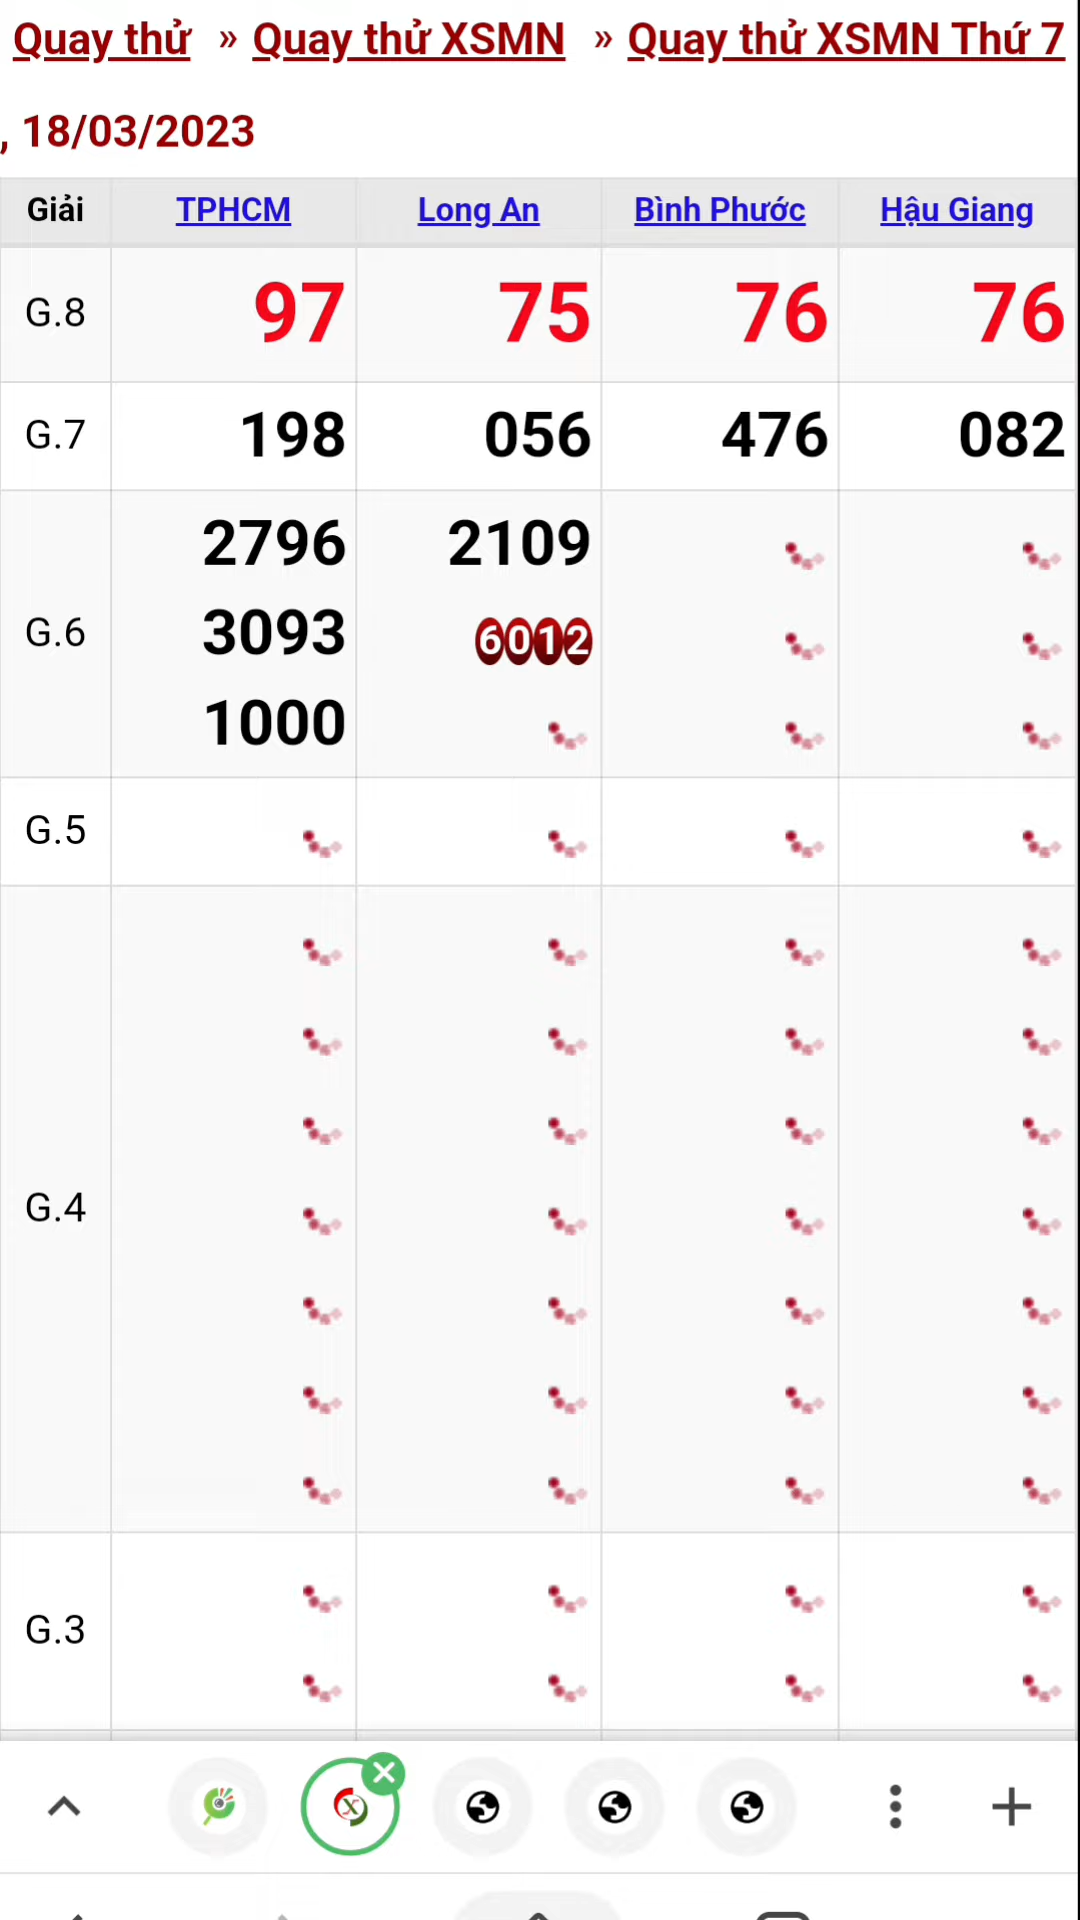 Quay thử » Quay thử XSMN » Quay thử XSMN Thứ 7
, 18/03/2023
Giải TPHCM Long An Bình Phước Hậu Giang
G.8 97 75 76 76
G.7 198 056 476 082
2796 2109
G.6 3093 6012
1000
G.5
G.4
G.3